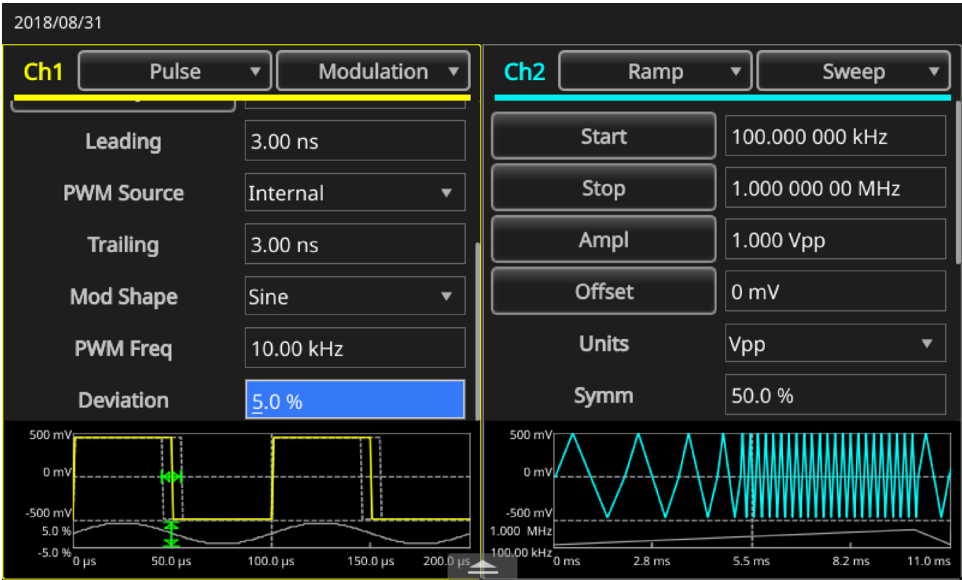 2018/08/31
Ch1 Pulse Modulation
Leading 3.00 ns
PWM Source Internal
Trailing 3.00 ns
Mod Shape Sine
PWM Freq 10.00 kHz
Deviation 5.0 %
500 mV
0 mV
-500 mV
5.0 %
-5.0 %
0 µs 50.0 µs 100.0 µs 150.0 µs 200.0 µs
Ch2 Ramp Sweep
Start 100.000 000 kHz
Stop 1.000 000 00 MHz
Ampl 1.000 Vpp
Offset 0 mV
Units Vpp
Symm 50.0 %
500 mV
0 mV
-500 mV
1.000 MHz
100.00 kHz
0 ms 2.8 ms 5.5 ms 8.2 ms 11.0 ms